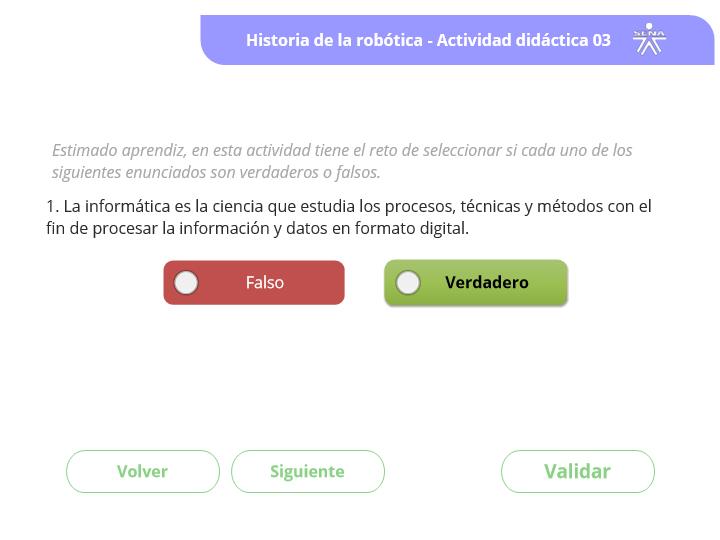 Historia de la robótica - Actividad didáctica 03
SENA
Estimado aprendiz, en esta actividad tiene el reto de seleccionar si cada uno de los
siguientes enunciados son verdaderos o falsos.
1. La informática es la ciencia que estudia los procesos, técnicas y métodos con el
fin de procesar la información y datos en formato digital.
Falso
Verdadero
Volver
Siguiente
Validar